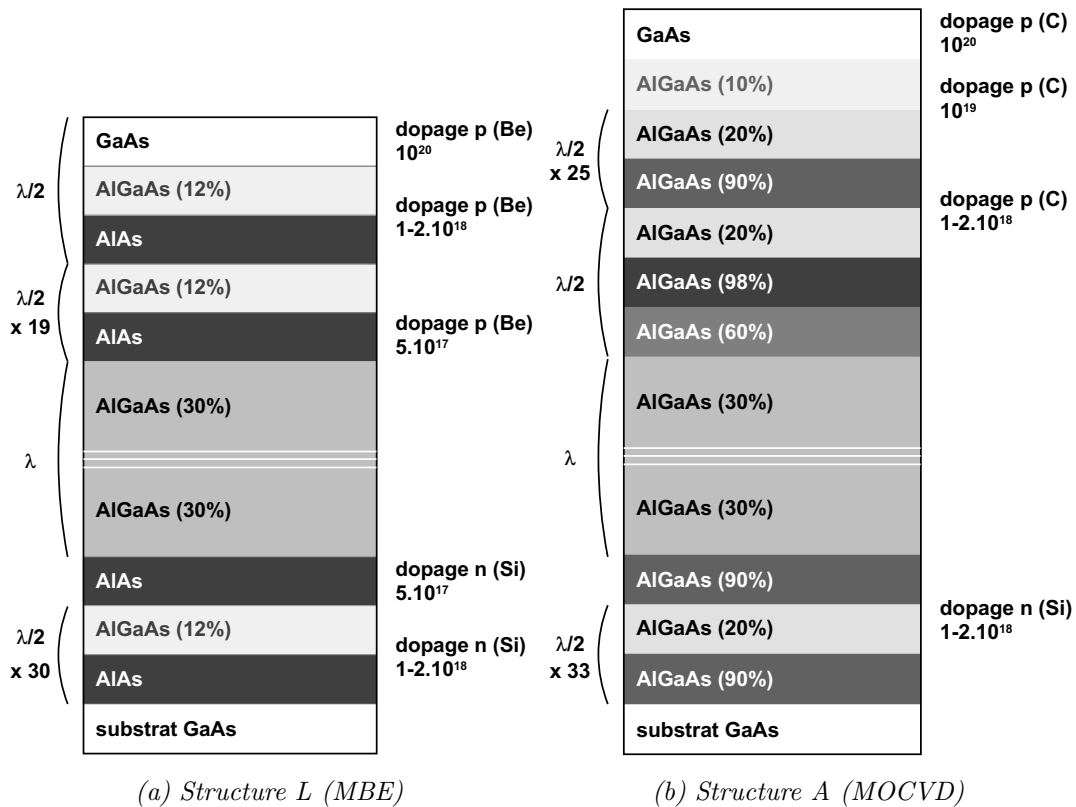 GaAs
AlGaAs (12%)
AlAs
AlGaAs (12%)
AlAs
AlGaAs (30%)
AlGaAs (30%)
AlAs
AlGaAs (12%)
AlAs
substrat GaAs
λ/2
λ/2
x 19
λ
λ/2
x 30
dopage p (Be)
10²⁰
dopage p (Be)
1-2.10¹⁸
dopage p (Be)
5.10¹⁷
dopage n (Si)
5.10¹⁷
dopage n (Si)
1-2.10¹⁸
(a) Structure L (MBE)
GaAs
AlGaAs (10%)
AlGaAs (20%)
AlGaAs (90%)
AlGaAs (20%)
AlGaAs (98%)
AlGaAs (60%)
AlGaAs (30%)
AlGaAs (30%)
AlGaAs (90%)
AlGaAs (20%)
AlGaAs (90%)
substrat GaAs
λ/2
x 25
λ/2
λ
λ/2
x 33
dopage p (C)
10²⁰
dopage p (C)
10¹⁹
dopage p (C)
1-2.10¹⁸
dopage n (Si)
1-2.10¹⁸
(b) Structure A (MOCVD)